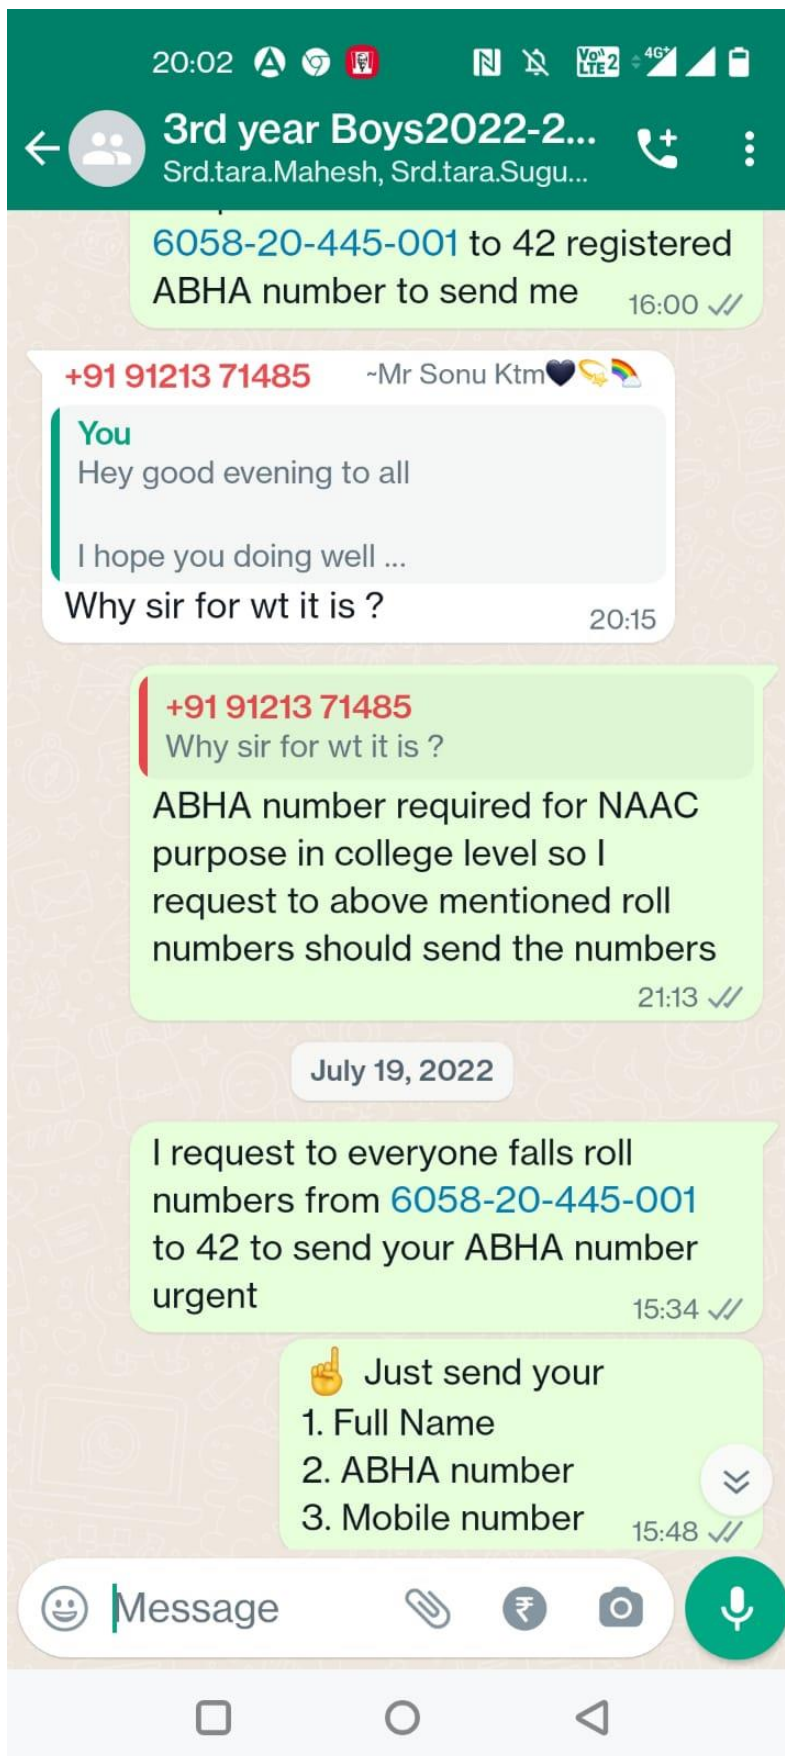 20:02
Vo))
LTE 2
4G+
3rd year Boys2022-2...
Srd.tara.Mahesh, Srd.tara.Sugu...
6058-20-445-001 to 42 registered
ABHA number to send me
16:00
+91 91213 71485 ~Mr Sonu Ktm🖤💫🌈
You
Hey good evening to all
I hope you doing well ...
Why sir for wt it is ?
20:15
+91 91213 71485
Why sir for wt it is ?
ABHA number required for NAAC
purpose in college level so I
request to above mentioned roll
numbers should send the numbers
21:13
July 19, 2022
I request to everyone falls roll
numbers from 6058-20-445-001
to 42 to send your ABHA number
urgent
15:34
☝️ Just send your
1. Full Name
2. ABHA number
3. Mobile number
15:48
Message